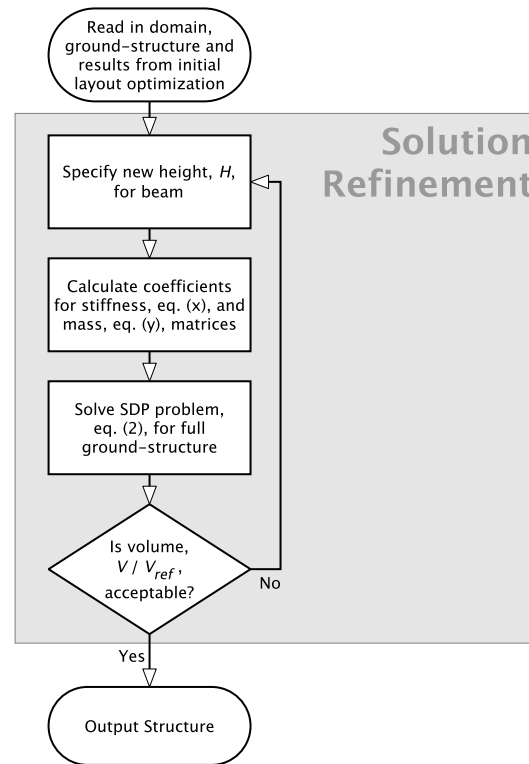 Read in domain,
ground-structure and
results from initial
layout optimization
Solution
Refinement
Specify new height, H,
for beam
Calculate coefficients
for stiffness, eq. (x), and
mass, eq. (y), matrices
Solve SDP problem,
eq. (2), for full
ground-structure
Is volume,
V / Vref ,
acceptable?
No
Yes
Output Structure